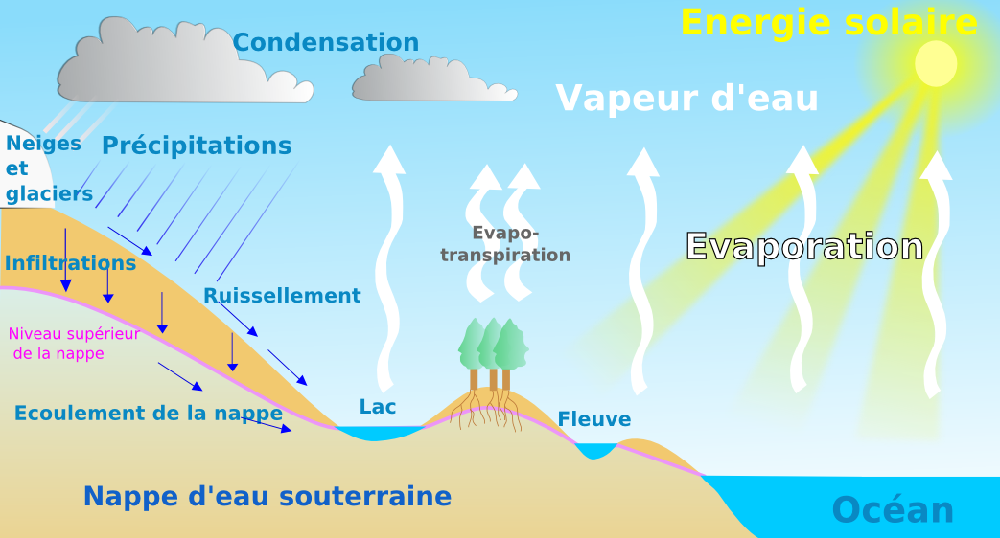 Energie solaire
Condensation
Vapeur d'eau
Neiges
et
glaciers
Précipitations
Evapo-
transpiration
Evaporation
Infiltrations
Ruissellement
Niveau supérieur
de la nappe
Lac
Ecoulement de la nappe
Fleuve
Nappe d'eau souterraine
Océan